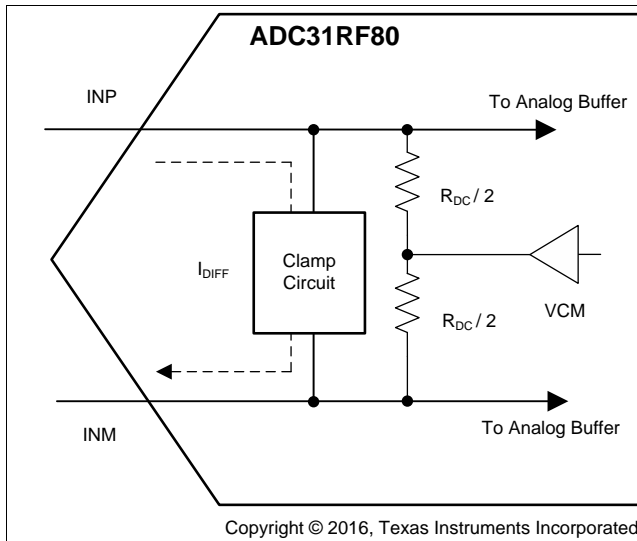 ADC31RF80
INP
To Analog Buffer
R_DC / 2
I_DIFF
Clamp
Circuit
VCM
R_DC / 2
INM
To Analog Buffer
Copyright © 2016, Texas Instruments Incorporated